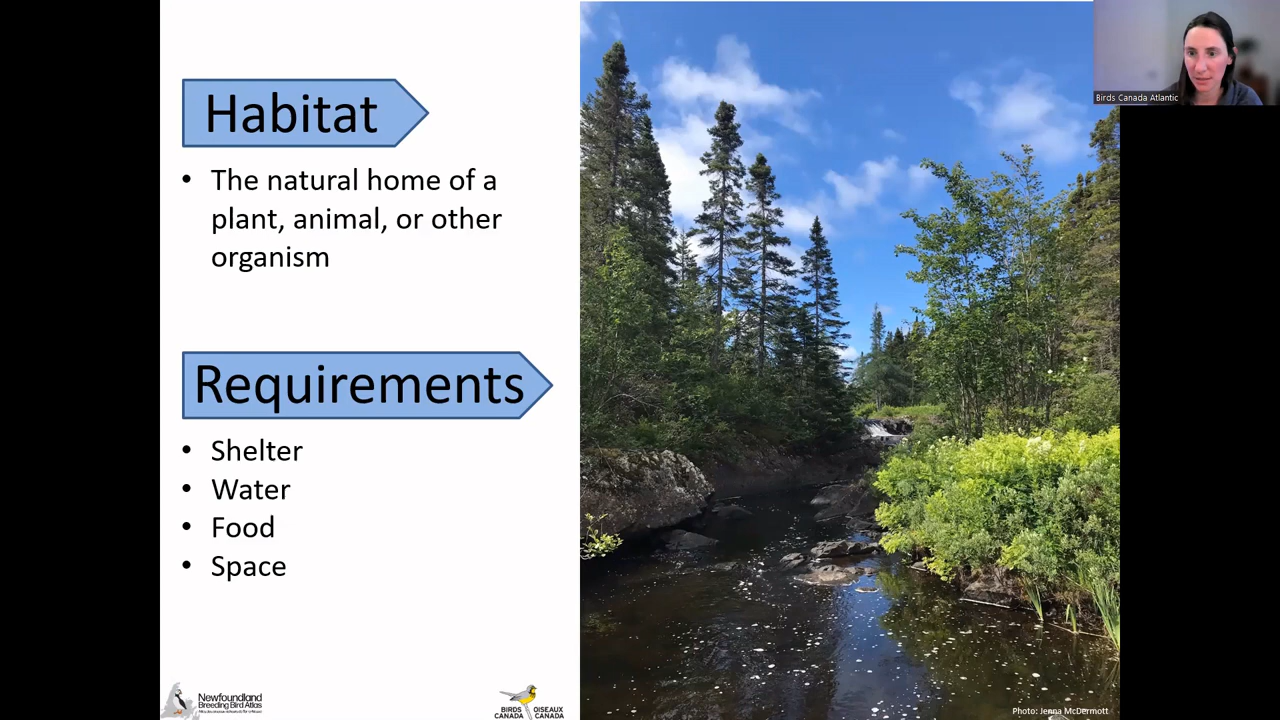 Habitat
• The natural home of a
plant, animal, or other
organism
Requirements
• Shelter
• Water
• Food
• Space
Newfoundland
Breeding Bird Atlas
BIRDS OISEAUX
CANADA CANADA
Photo: Jenna McDermott
Birds Canada Atlantic